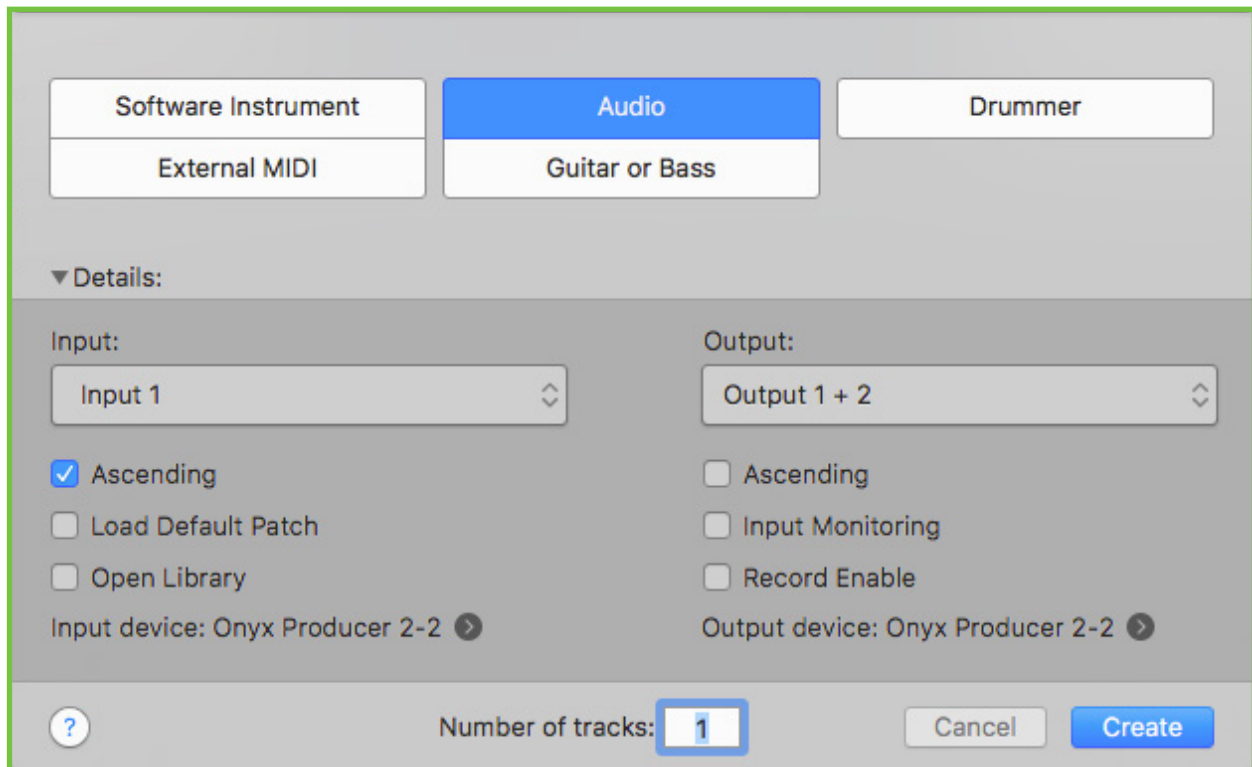 Software Instrument
Audio
Drummer
External MIDI
Guitar or Bass
Details:
Input:
Output:
Input 1
Output 1 + 2
Ascending
Ascending
Load Default Patch
Input Monitoring
Open Library
Record Enable
Input device: Onyx Producer 2-2
Output device: Onyx Producer 2-2
?
Number of tracks: 1
Cancel
Create